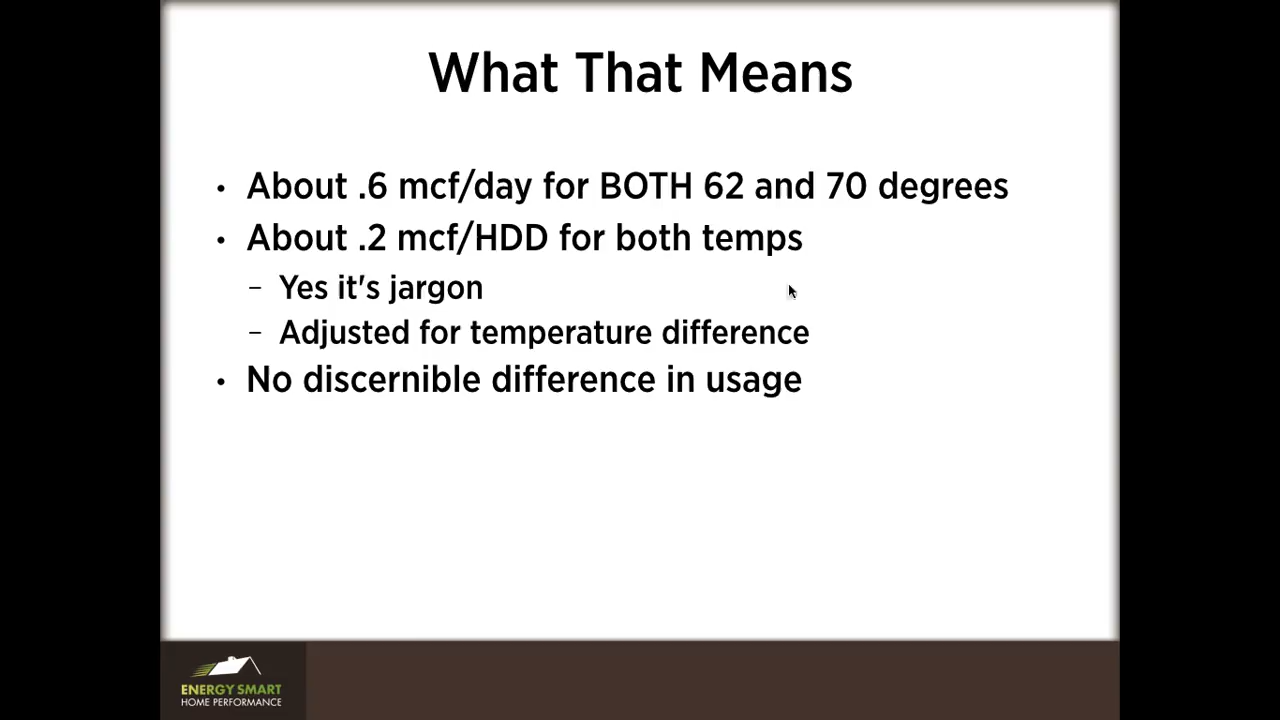 What That Means
• About .6 mcf/day for BOTH 62 and 70 degrees
• About .2 mcf/HDD for both temps
– Yes it's jargon
– Adjusted for temperature difference
• No discernible difference in usage
ENERGY SMART
HOME PERFORMANCE